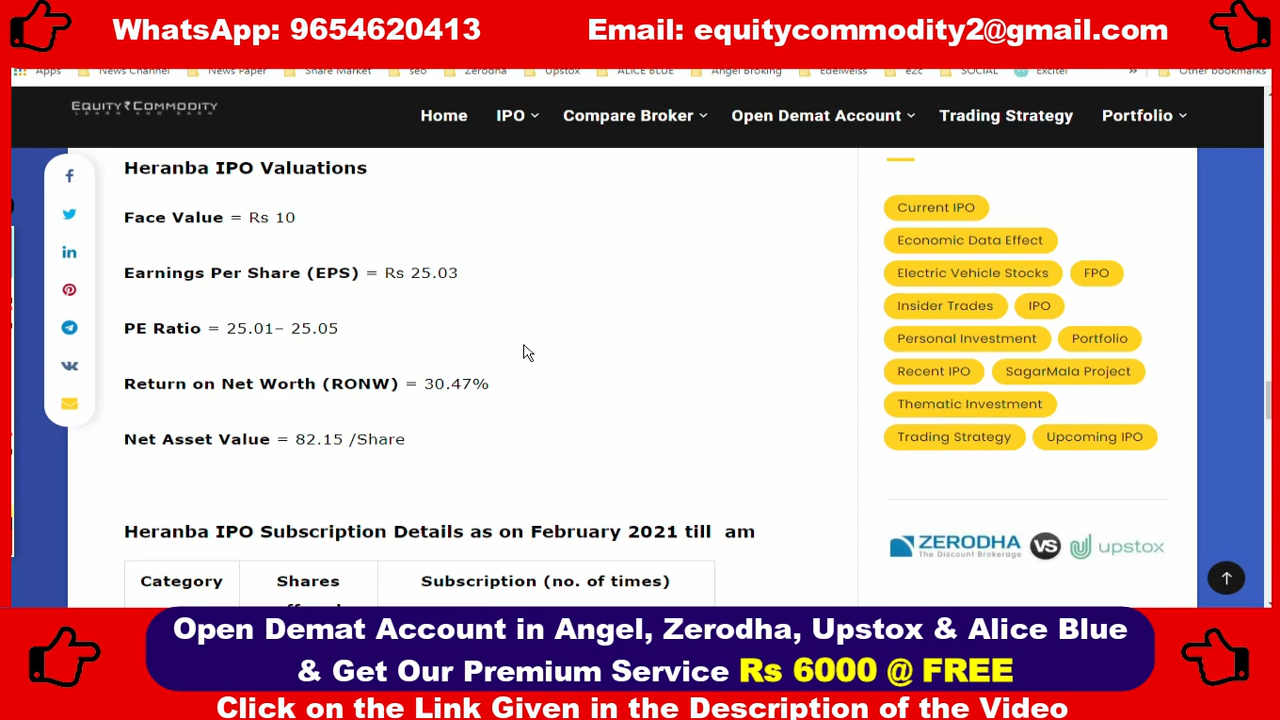 WhatsApp: 9654620413 Email: equitycommodity2@gmail.com
Apps News Channel News Paper Share Market seo Zerodha Upstox ALICE BLUE Angel Broking Edelweiss e2c SOCIAL Excitel » Other bookmarks
EQUITY₹COMMODITY
LEARN AND EARN
Home IPO Compare Broker Open Demat Account Trading Strategy Portfolio
Heranba IPO Valuations
Face Value = Rs 10
Earnings Per Share (EPS) = Rs 25.03
PE Ratio = 25.01– 25.05
Return on Net Worth (RONW) = 30.47%
Net Asset Value = 82.15 /Share
Heranba IPO Subscription Details as on February 2021 till am
Category Shares Subscription (no. of times)
Current IPO
Economic Data Effect
Electric Vehicle Stocks FPO
Insider Trades IPO
Personal Investment Portfolio
Recent IPO SagarMala Project
Thematic Investment
Trading Strategy Upcoming IPO
ZERODHA VS upstox
The Discount Brokerage
Open Demat Account in Angel, Zerodha, Upstox & Alice Blue
& Get Our Premium Service Rs 6000 @ FREE
Click on the Link Given in the Description of the Video